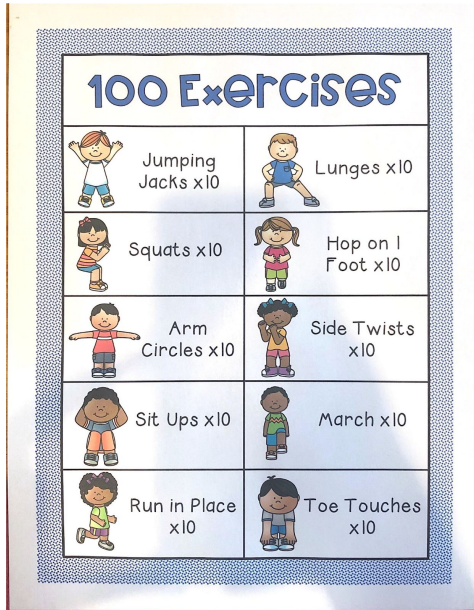 100 Exercises
Jumping
Jacks x10
Lunges x10
Squats x10
Hop on 1
Foot x10
Arm
Circles x10
Side Twists
x10
Sit Ups x10
March x10
Run in Place
x10
Toe Touches
x10